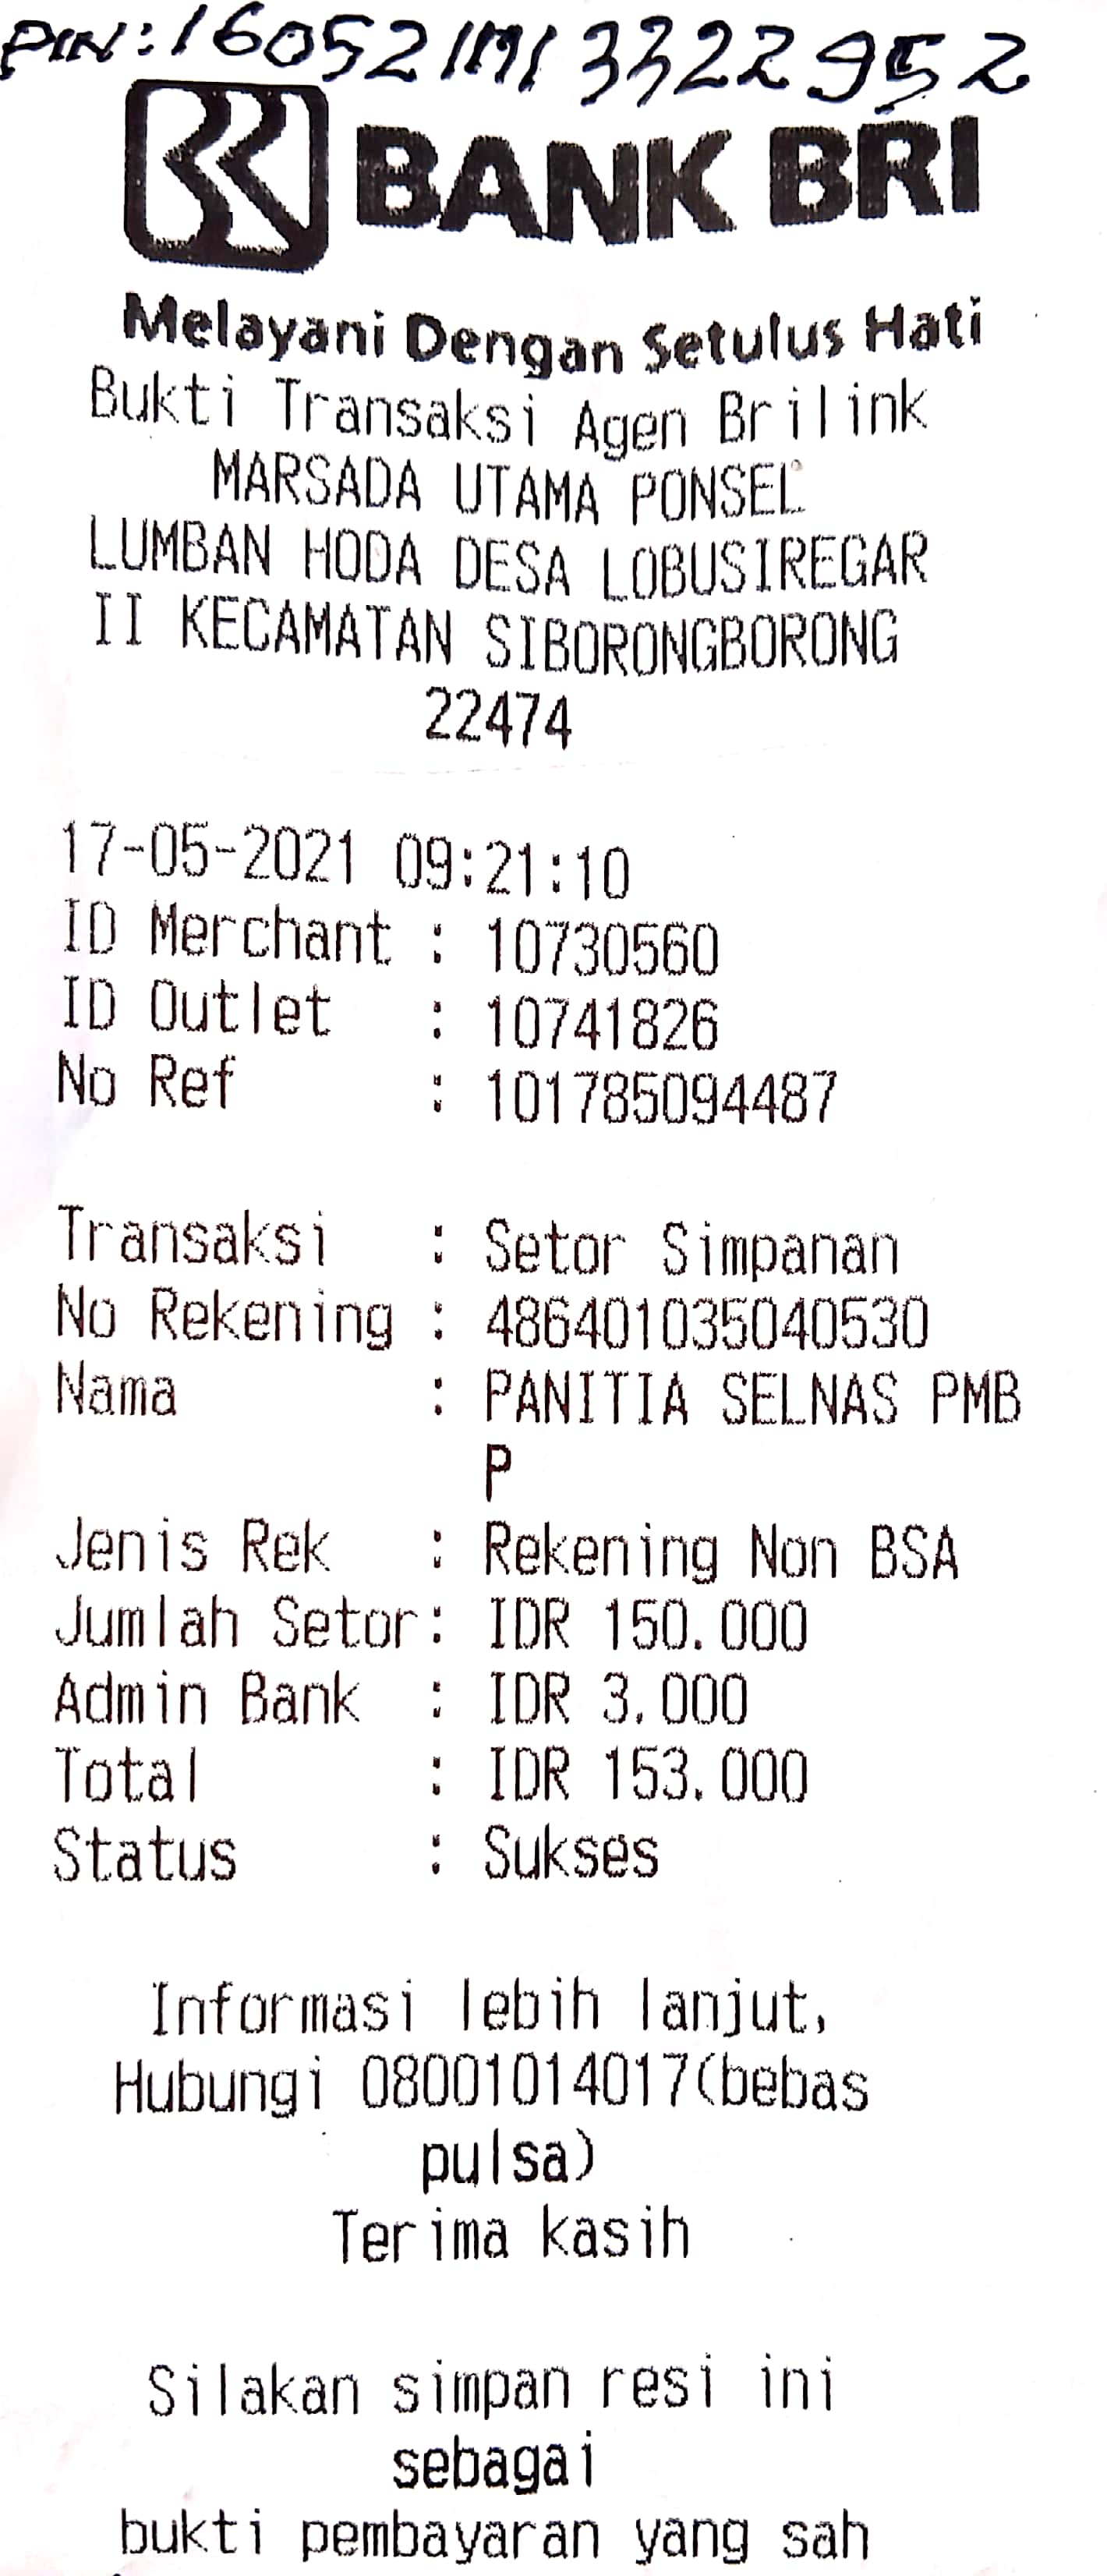 PIN: 160521M13322952
BANK BRI
Melayani Dengan Setulus Hati
Bukti Transaksi Agen Brilink
MARSADA UTAMA PONSEL
LUMBAN HODA DESA LOBUSIREGAR
II KECAMATAN SIBORONGBORONG
22474
17-05-2021 09:21:10
ID Merchant : 10730560
ID Outlet : 10741826
No Ref : 101785094487
Transaksi : Setor Simpanan
No Rekening : 486401035040530
Nama : PANITIA SELNAS PMB
P
Jenis Rek : Rekening Non BSA
Jumlah Setor: IDR 150.000
Admin Bank : IDR 3.000
Total : IDR 153.000
Status : Sukses
Informasi lebih lanjut,
Hubungi 08001014017(bebas
pulsa)
Terima kasih
Silakan simpan resi ini
sebagai
bukti pembayaran yang sah